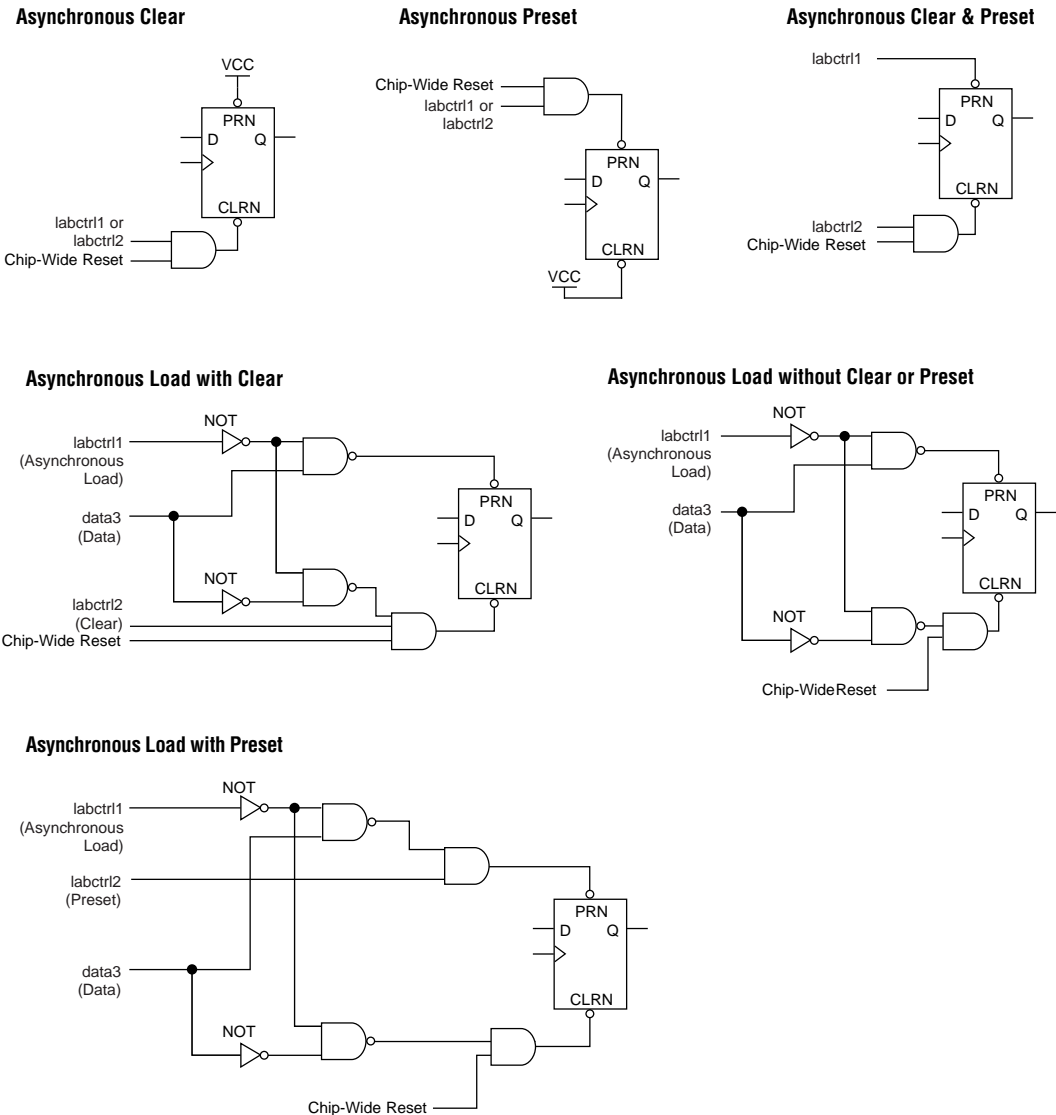 Asynchronous Clear
VCC
PRN
D
Q
CLRN
labctrl1 or
labctrl2
Chip-Wide Reset
Asynchronous Preset
Chip-Wide Reset
labctrl1 or
labctrl2
PRN
D
Q
CLRN
VCC
Asynchronous Clear & Preset
labctrl1
PRN
D
Q
CLRN
labctrl2
Chip-Wide Reset
Asynchronous Load with Clear
NOT
labctrl1
(Asynchronous
Load)
PRN
D
Q
data3
(Data)
NOT
CLRN
labctrl2
(Clear)
Chip-Wide Reset
Asynchronous Load without Clear or Preset
NOT
labctrl1
(Asynchronous
Load)
PRN
D
Q
data3
(Data)
CLRN
NOT
Chip-WideReset
Asynchronous Load with Preset
NOT
labctrl1
(Asynchronous
Load)
labctrl2
(Preset)
PRN
D
Q
data3
(Data)
CLRN
NOT
Chip-Wide Reset